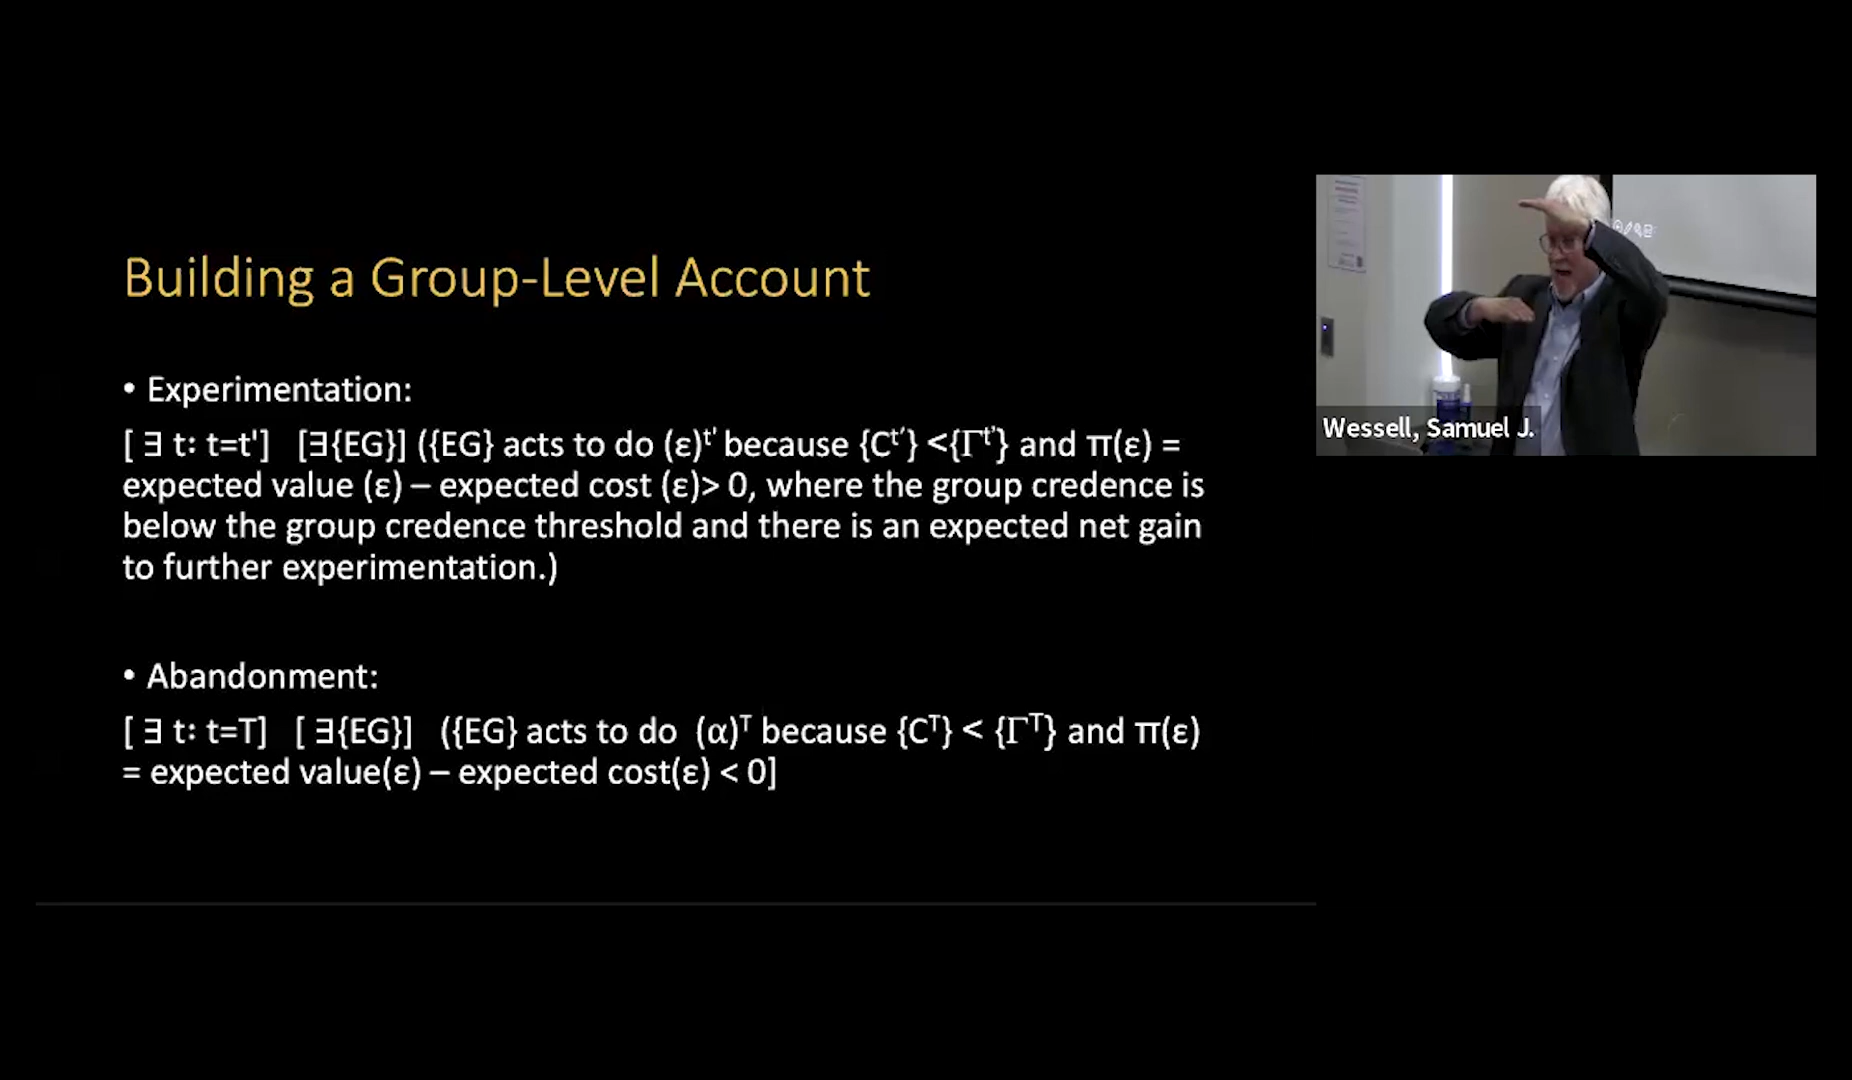 Building a Group-Level Account
• Experimentation:
[ ∃ t: t=t'] [∃{EG}] ({EG} acts to do (ε)ᵗ' because {Cᵗ′} <{Γᵗ′} and π(ε) =
expected value (ε) – expected cost (ε)> 0, where the group credence is
below the group credence threshold and there is an expected net gain
to further experimentation.)
• Abandonment:
[ ∃ t: t=T] [ ∃{EG}] ({EG} acts to do (α)ᵀ because {Cᵀ} < {Γᵀ} and π(ε)
= expected value(ε) – expected cost(ε) < 0]
Wessell, Samuel J.